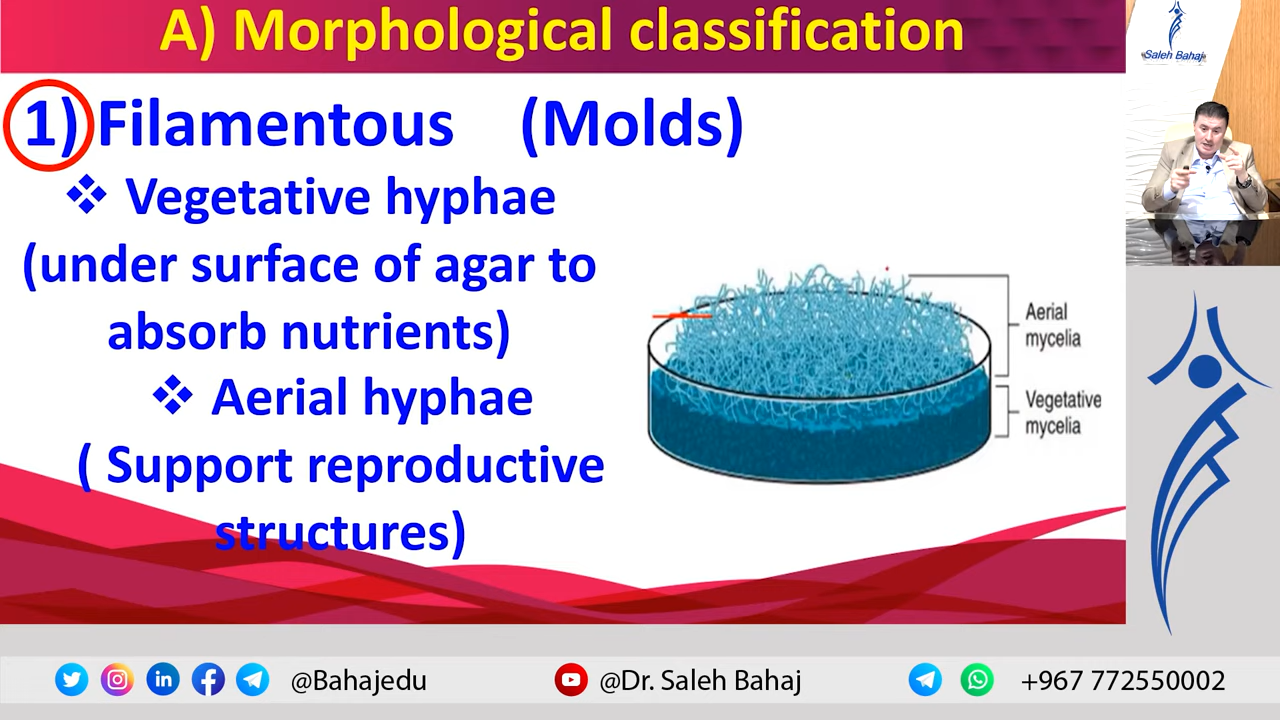 A) Morphological classification
1) Filamentous (Molds)
❖ Vegetative hyphae
(under surface of agar to
absorb nutrients)
❖ Aerial hyphae
( Support reproductive
structures)
Aerial
mycelia
Vegetative
mycelia
Saleh Bahaj
@Bahajedu
@Dr. Saleh Bahaj
+967 772550002